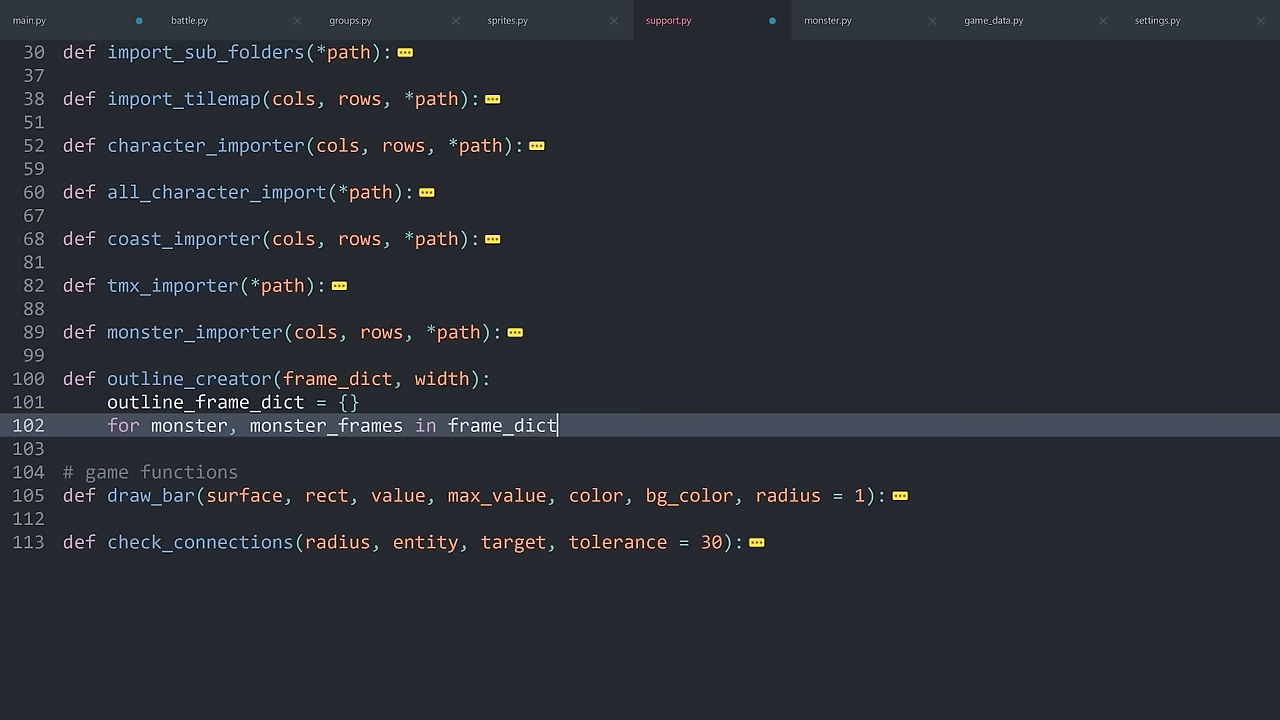 main.py battle.py groups.py sprites.py support.py monster.py game_data.py settings.py
30 def import_sub_folders(*path):
37
38 def import_tilemap(cols, rows, *path):
51
52 def character_importer(cols, rows, *path):
59
60 def all_character_import(*path):
67
68 def coast_importer(cols, rows, *path):
81
82 def tmx_importer(*path):
88
89 def monster_importer(cols, rows, *path):
99
100 def outline_creator(frame_dict, width):
101     outline_frame_dict = {}
102     for monster, monster_frames in frame_dict
103
104 # game functions
105 def draw_bar(surface, rect, value, max_value, color, bg_color, radius = 1):
112
113 def check_connections(radius, entity, target, tolerance = 30):